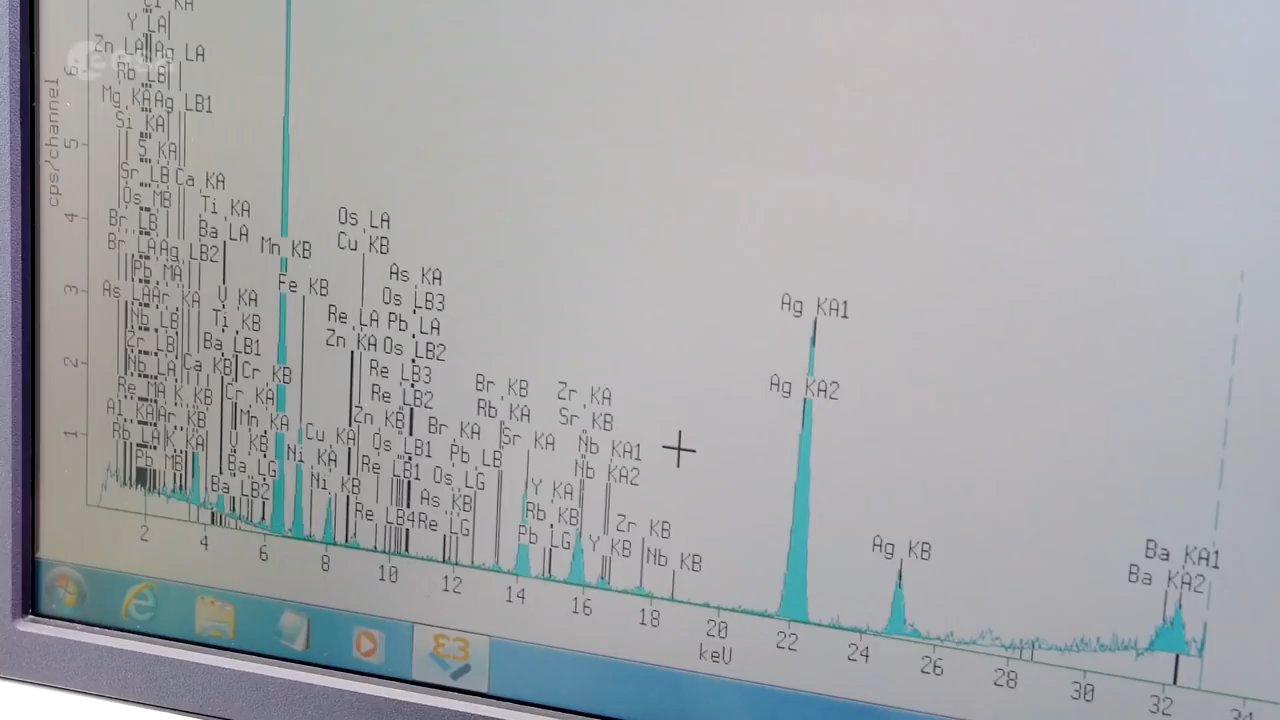 Y LA
Zn LA Ag LA
Rb LB
Mg KA Ag LB1
Si KA
S KA
Sr LB Ca KA
Os MB Ti KA
Br LB Ba LA
Br LA Ag LB2
Pb MA
As LA Ar KA V KA
Nb LB Ti KB
Zr LB Ba LB1
Nb LA Ca KB Cr KB
Re MA K KB Cr KA
Al KA Ar KB Mn KA
Rb LA K KA V KB
Pb MB Ba LG
Ba LB2
Mn KB
Fe KB
Os LA
Cu KB
As KA
Os LB3
Re LA Pb LA
Zn KA Os LB2
Re LB3
Re LB2
Zn KB Br KA
Cu KA Os LB1 Pb LB
Ni KA Re LB1 Os LG
Ni KB As KB
Re LB4 Re LG
Br KB Zr KA
Rb KA Sr KB
Sr KA Nb KA1
Nb KA2
Y KA
Rb KB Zr KB
Pb LG Y KB Nb KB
Ag KA1
Ag KA2
Ag KB
Ba KA1
Ba KA2
cps/channel
6
5
4
3
2
1
2 4 6 8 10 12 14 16 18 20 22 24 26 28 30 32 34
keV